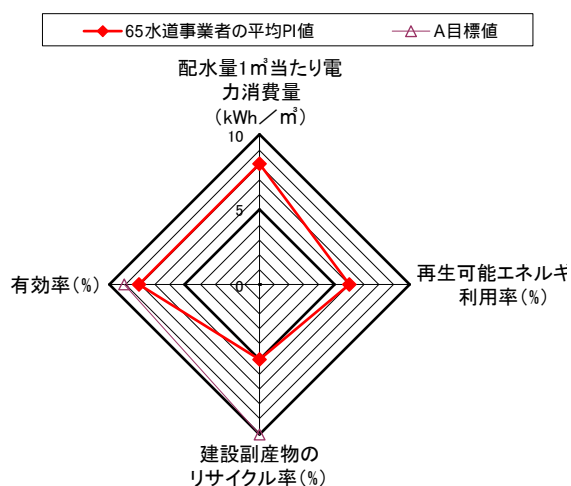 65水道事業者の平均PI値 A目標値
配水量1㎥当たり電
力消費量
(kWh／㎥)
10
5
0
有効率(%)
再生可能エネルギ
利用率(%)
建設副産物の
リサイクル率(%)